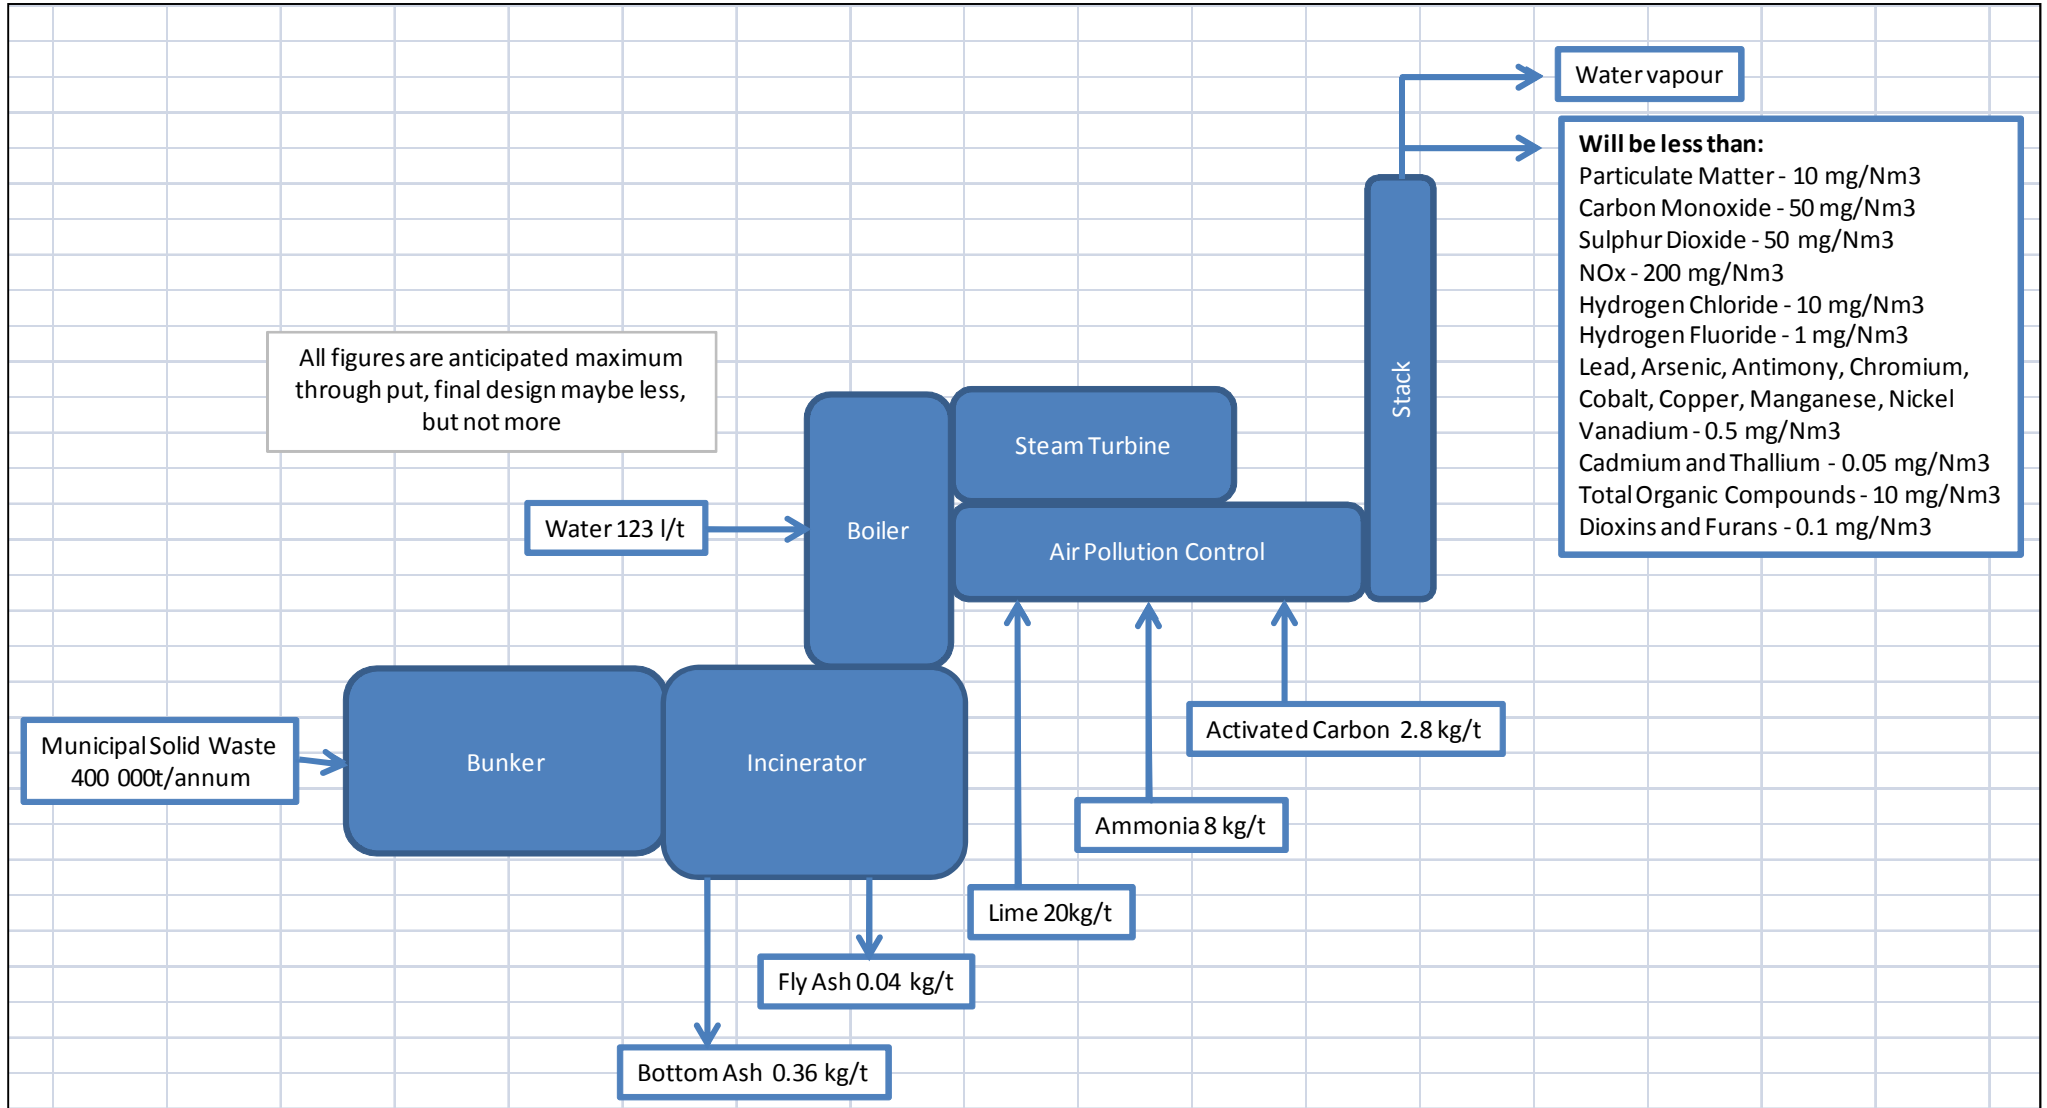 Water vapour
Will be less than:
Particulate Matter - 10 mg/Nm3
Carbon Monoxide - 50 mg/Nm3
Sulphur Dioxide - 50 mg/Nm3
NOx - 200 mg/Nm3
Hydrogen Chloride - 10 mg/Nm3
Hydrogen Fluoride - 1 mg/Nm3
Lead, Arsenic, Antimony, Chromium,
Cobalt, Copper, Manganese, Nickel
Vanadium - 0.5 mg/Nm3
Cadmium and Thallium - 0.05 mg/Nm3
Total Organic Compounds - 10 mg/Nm3
Dioxins and Furans - 0.1 mg/Nm3
All figures are anticipated maximum
through put, final design maybe less,
but not more
Stack
Steam Turbine
Water 123 l/t
Boiler
Air Pollution Control
Municipal Solid Waste
400 000t/annum
Bunker
Incinerator
Activated Carbon 2.8 kg/t
Ammonia 8 kg/t
Lime 20kg/t
Fly Ash 0.04 kg/t
Bottom Ash 0.36 kg/t